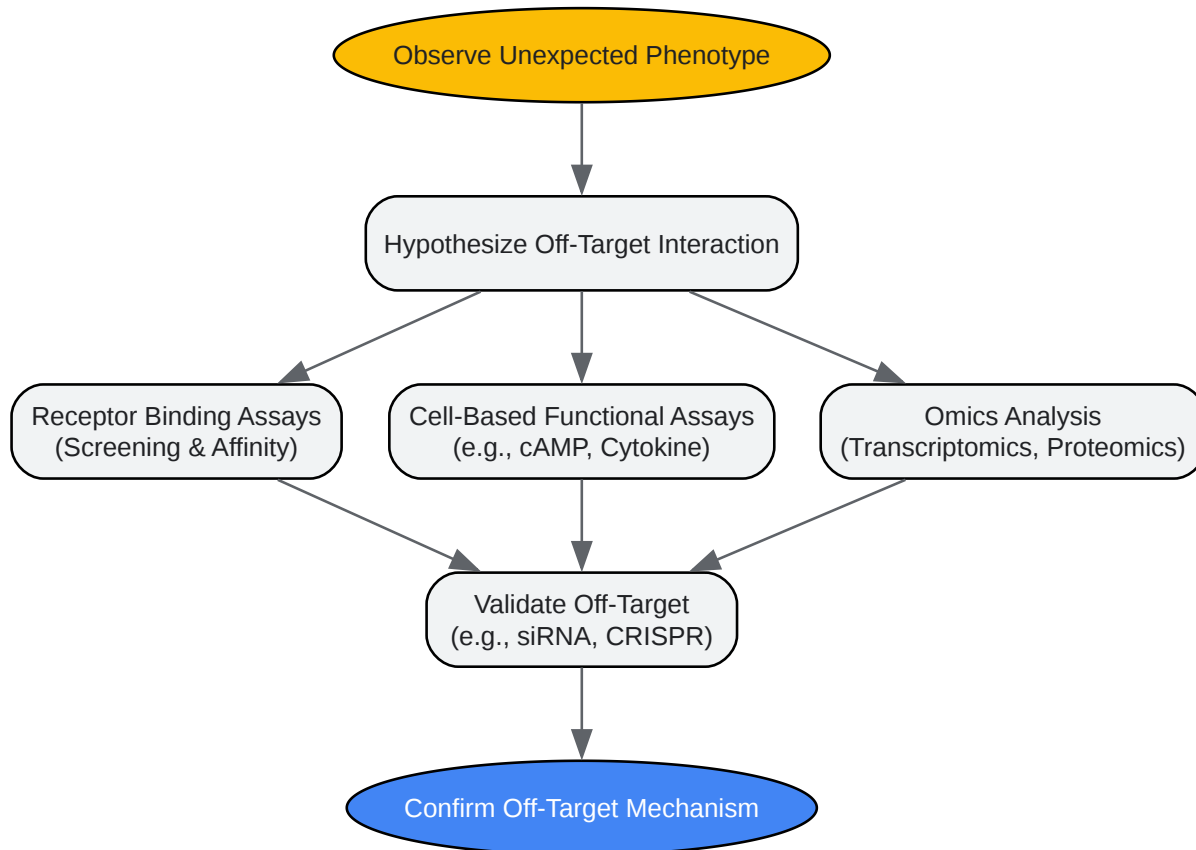 Observe Unexpected Phenotype
Hypothesize Off-Target Interaction
Receptor Binding Assays
(Screening & Affinity)
Cell-Based Functional Assays
(e.g., cAMP, Cytokine)
Omics Analysis
(Transcriptomics, Proteomics)
Validate Off-Target
(e.g., siRNA, CRISPR)
Confirm Off-Target Mechanism